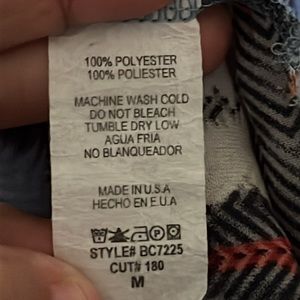 100% POLYESTER
100% POLIESTER
MACHINE WASH COLD
DO NOT BLEACH
TUMBLE DRY LOW
AGUA FRIA
NO BLANQUEADOR
MADE IN U.S.A
HECHO EN E.U.A
STYLE# BC7225
CUT# 180
M